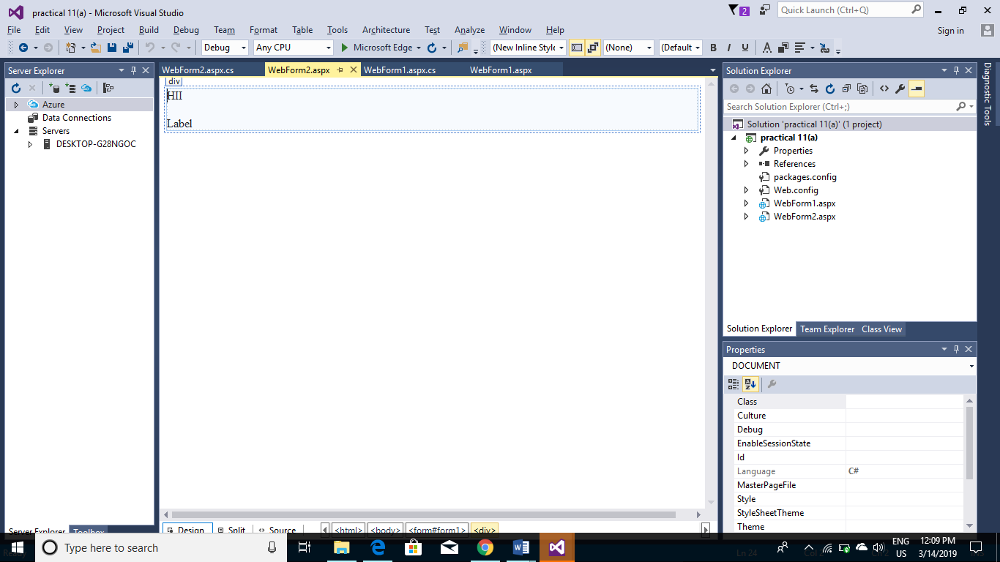 practical 11(a) - Microsoft Visual Studio
2
Quick Launch (Ctrl+Q)
File Edit View Project Build Debug Team Format Table Tools Architecture Test Analyze Window Help
Sign in
Debug Any CPU Microsoft Edge (New Inline Style (None) (Default B I U A
Server Explorer
Azure
Data Connections
Servers
DESKTOP-G28NGOC
Server Explorer Toolbox
WebForm2.aspx.cs WebForm2.aspx WebForm1.aspx.cs WebForm1.aspx
div
HII
Label
Design Split Source <html> <body> <form#form1> <div>
Solution Explorer
Search Solution Explorer (Ctrl+;)
Solution 'practical 11(a)' (1 project)
practical 11(a)
Properties
References
packages.config
Web.config
WebForm1.aspx
WebForm2.aspx
Solution Explorer Team Explorer Class View
Properties
DOCUMENT
Class
Culture
Debug
EnableSessionState
Id
Language C#
MasterPageFile
Style
StyleSheetTheme
Theme
Diagnostic Tools
Ready Ln 24 Col 2 Ch 2 INS
Type here to search
ENG
US
12:09 PM
3/14/2019